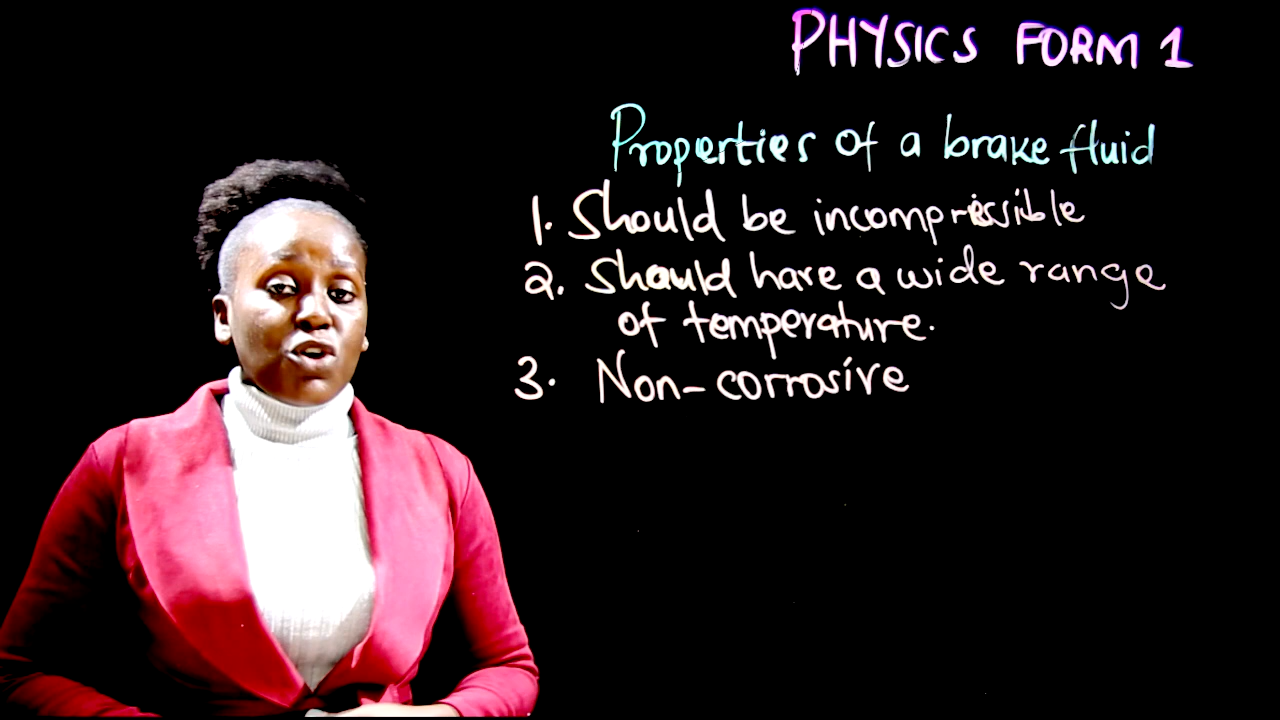 PHYSICS FORM 1
Properties of a brake fluid
1. Should be incompressible
2. Should have a wide range
of temperature.
3. Non-corrosive